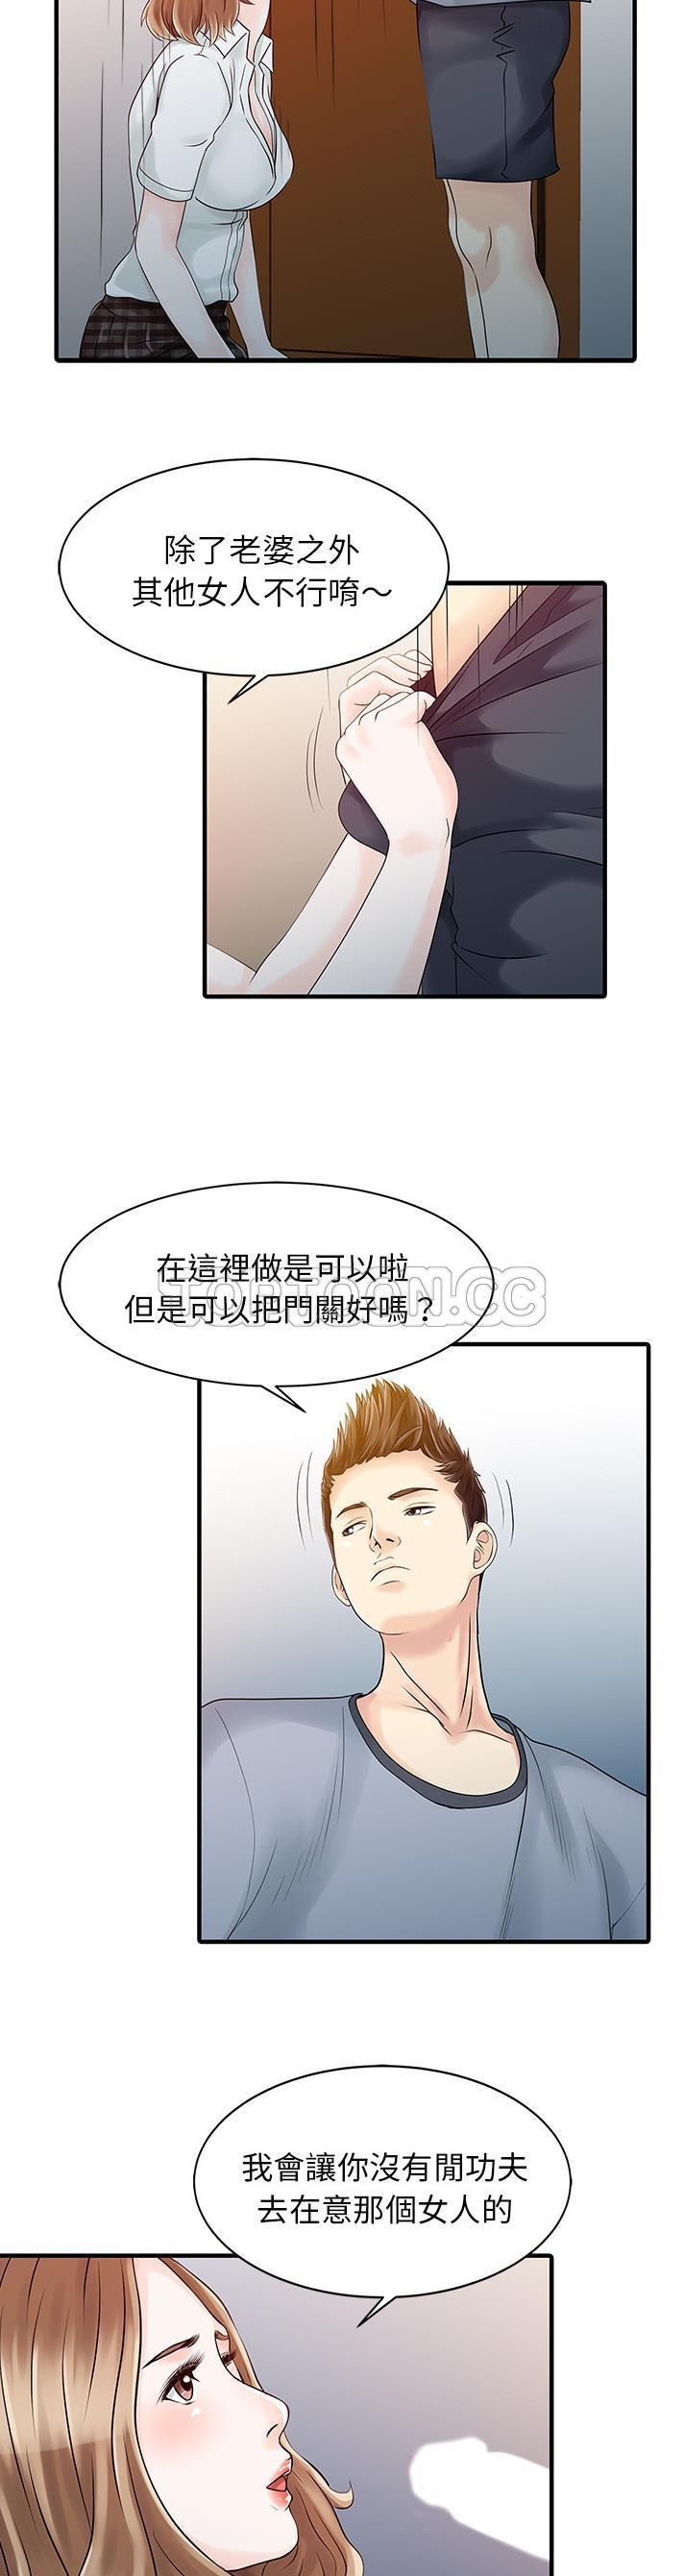 除了老婆之外
其他女人不行唷～
在這裡做是可以啦
但是可以把門關好嗎？
TOPTOON.CC
我會讓你沒有閒功夫
去在意那個女人的